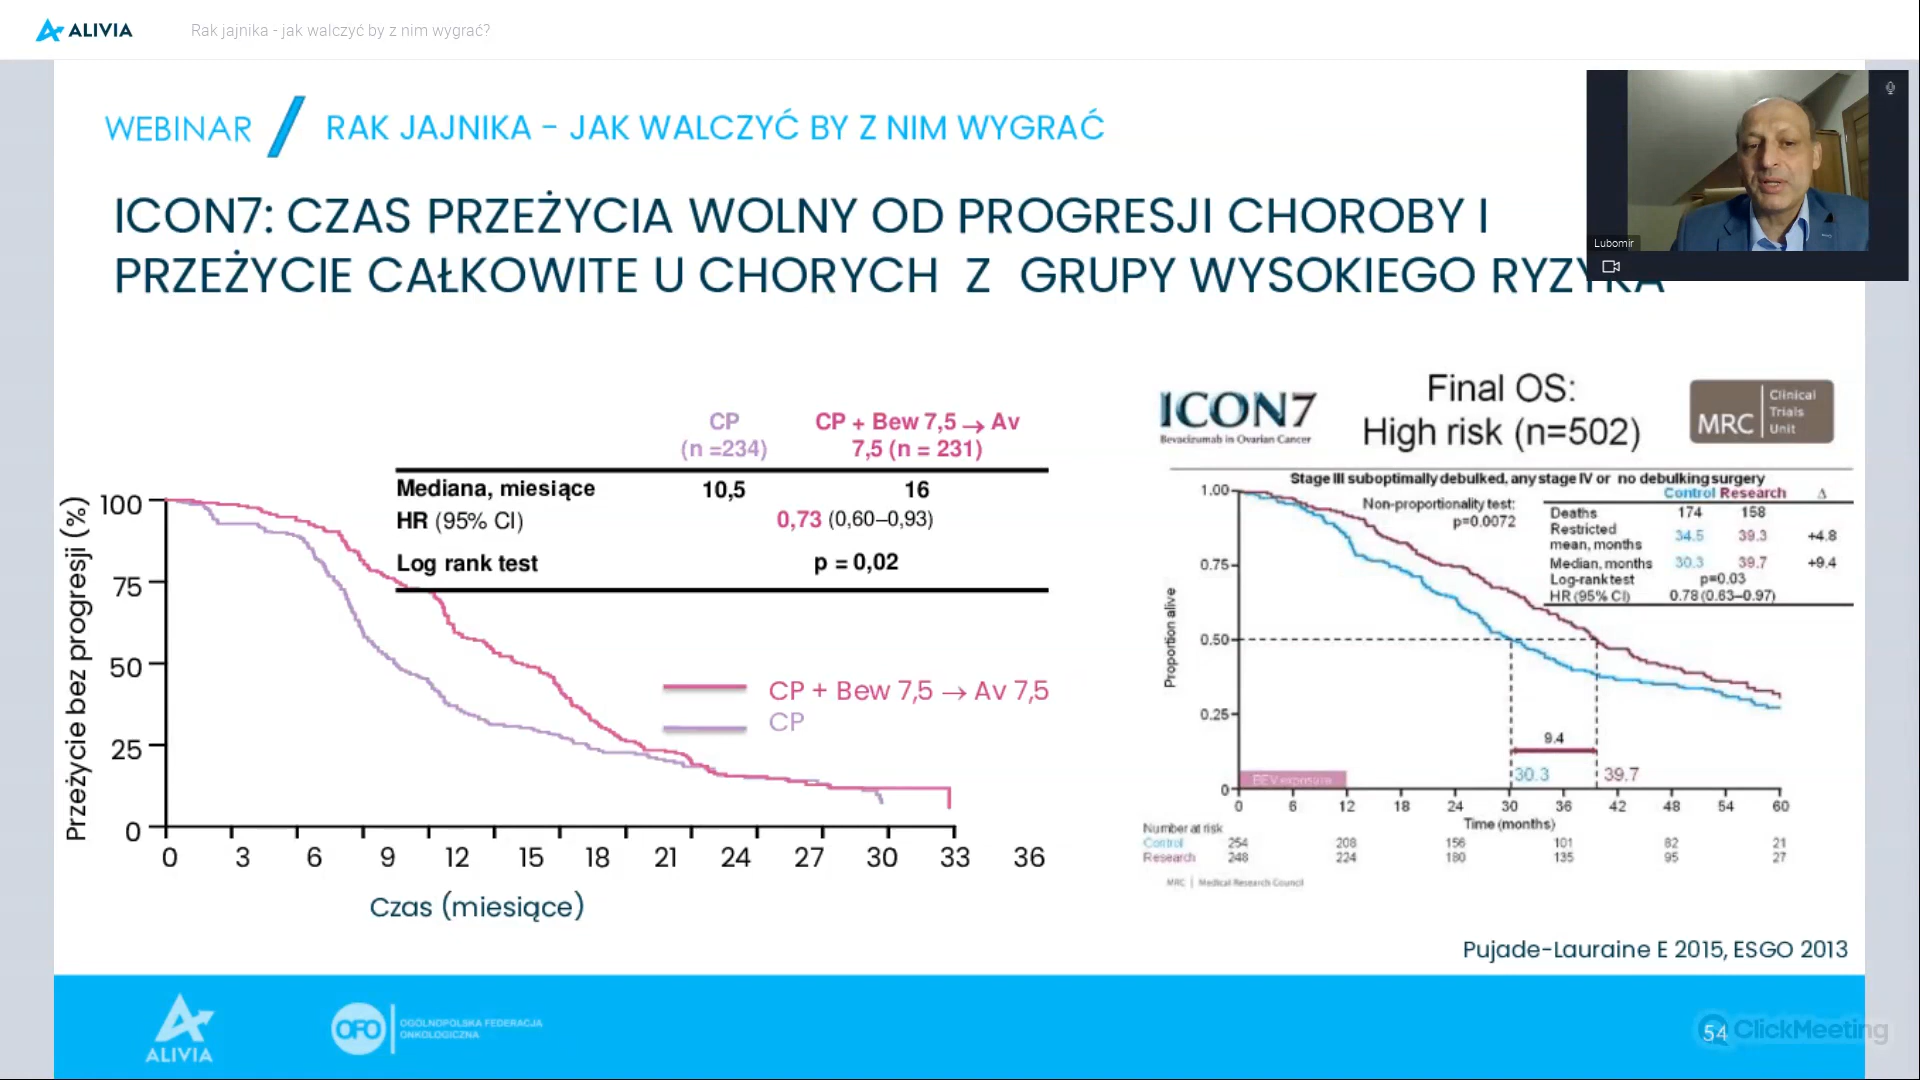 ALIVIA
Rak jajnika - jak walczyć by z nim wygrać?
WEBINAR / RAK JAJNIKA - JAK WALCZYĆ BY Z NIM WYGRAĆ
ICON7: CZAS PRZEŻYCIA WOLNY OD PROGRESJI CHOROBY I
PRZEŻYCIE CAŁKOWITE U CHORYCH Z GRUPY WYSOKIEGO RYZYKA
Lubomir
CP
(n =234)
CP + Bew 7,5 → Av
7,5 (n = 231)
Mediana, miesiące 10,5 16
HR (95% CI) 0,73 (0,60–0,93)
Log rank test p = 0,02
Przeżycie bez progresji (%)
100
75
50
25
0
CP + Bew 7,5 → Av 7,5
CP
0 3 6 9 12 15 18 21 24 27 30 33 36
Czas (miesiące)
ICON7
Bevacizumab in Ovarian Cancer
Final OS:
High risk (n=502)
MRC
Clinical
Trials
Unit
Stage III suboptimally debulked, any stage IV or no debulking surgery
Control Research Δ
Non-proportionality test:
p=0.0072
Deaths 174 158
Restricted
mean, months 34.5 39.3 +4.8
Median, months 30.3 39.7 +9.4
Log-rank test p=0.03
HR (95% CI) 0.78 (0.63–0.97)
Proportion alive
1.00
0.75
0.50
0.25
0
9.4
30.3 39.7
BEV exposure
0 6 12 18 24 30 36 42 48 54 60
Time (months)
Number at risk
Control 254 208 156 101 82 21
Research 248 224 180 135 95 27
MRC | Medical Research Council
Pujade-Lauraine E 2015, ESGO 2013
ALIVIA
OFO
OGÓLNOPOLSKA FEDERACJA
ONKOLOGICZNA
54
ClickMeeting